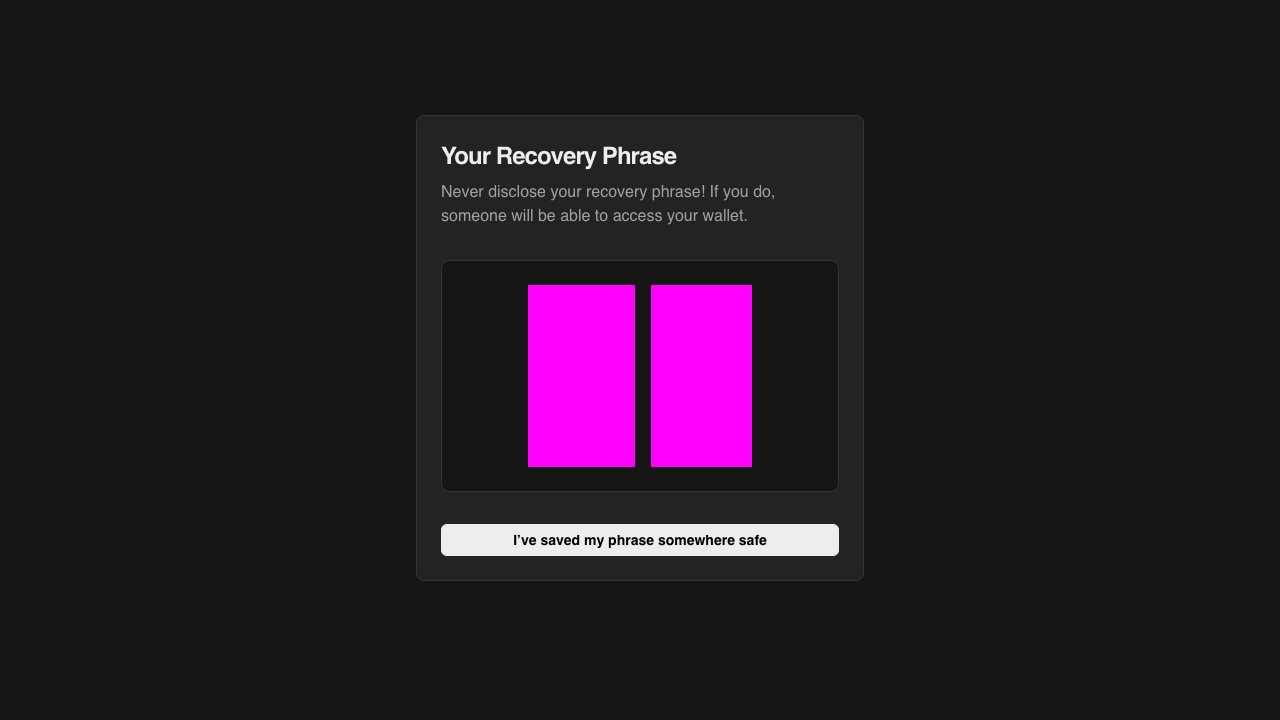 Your Recovery Phrase
Never disclose your recovery phrase! If you do,
someone will be able to access your wallet.
I've saved my phrase somewhere safe